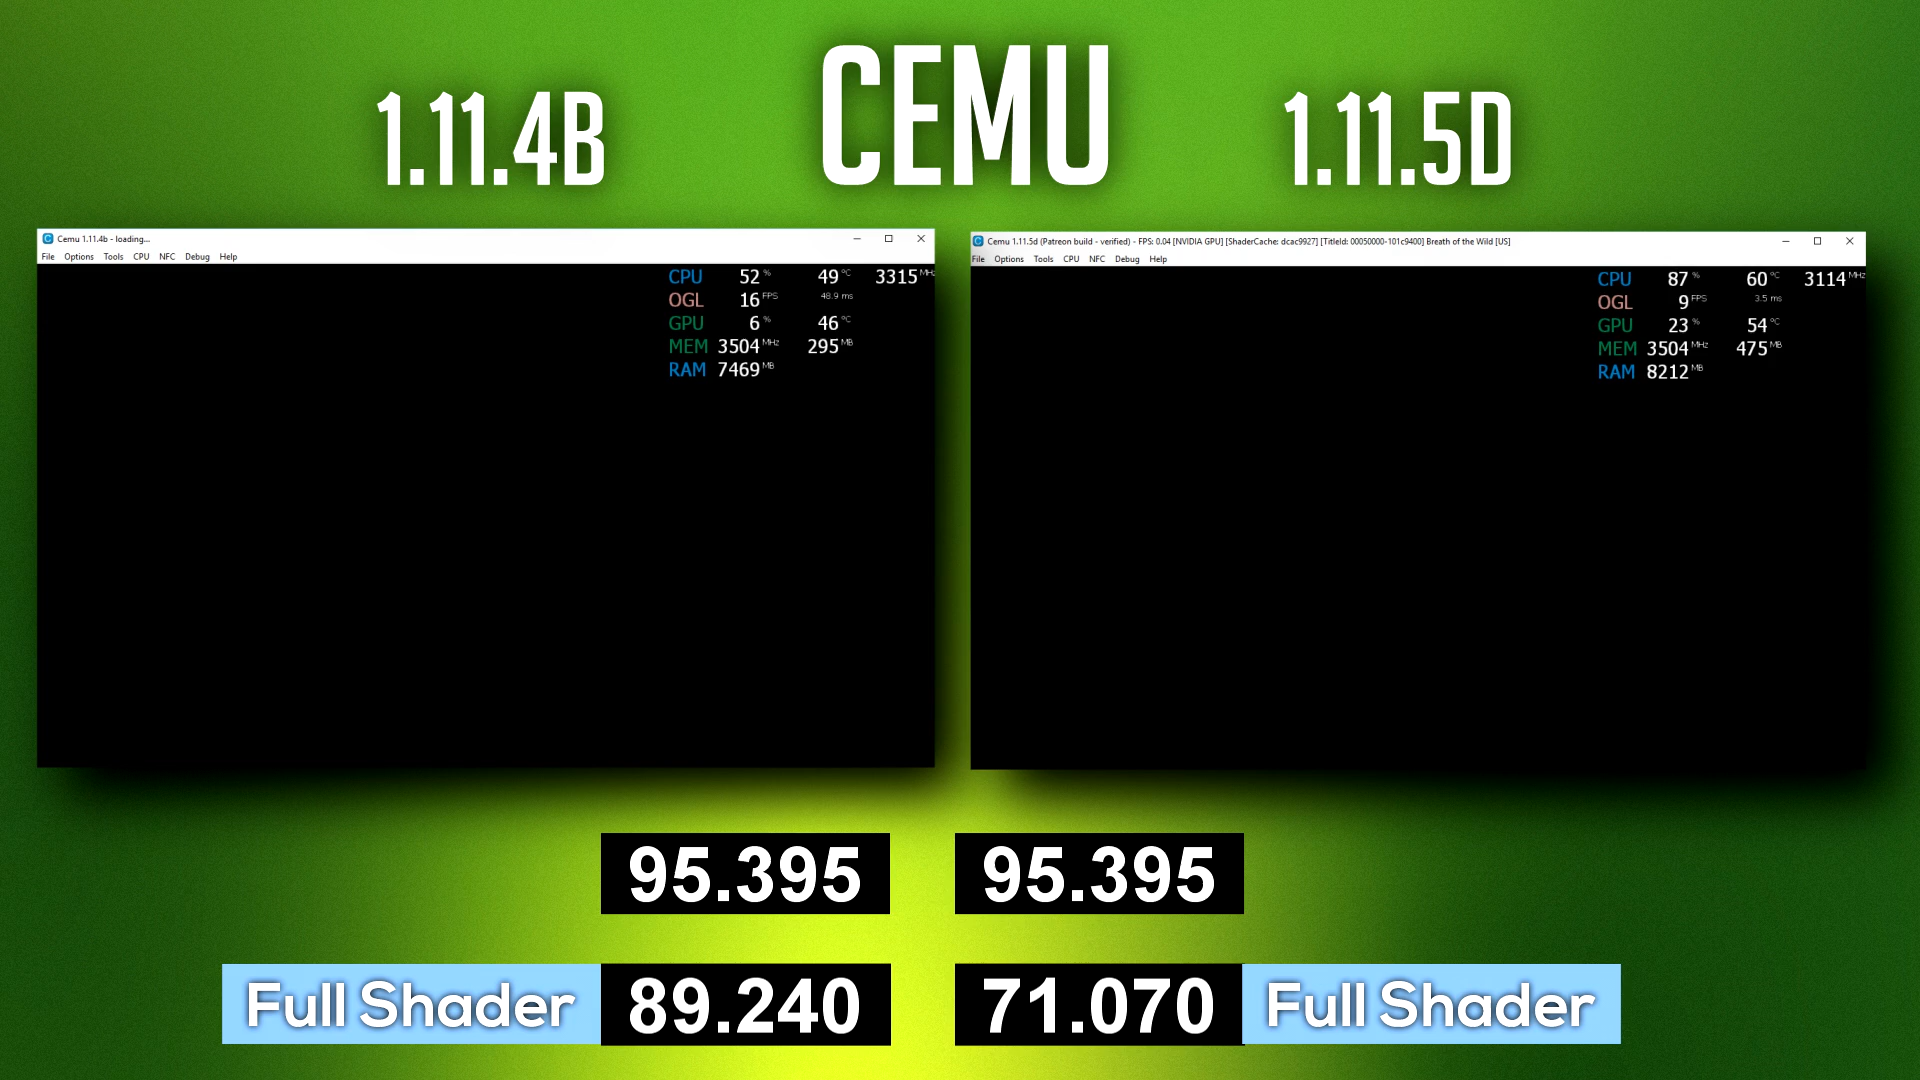 CEMU
1.11.4B
1.11.5D
Cemu 1.11.4b - loading...
File Options Tools CPU NFC Debug Help
CPU 52 % 49 °C 3315 MHz
OGL 16 FPS 48.9 ms
GPU 6 % 46 °C
MEM 3504 MHz 295 MB
RAM 7469 MB
Cemu 1.11.5d (Patreon build - verified) - FPS: 0.04 [NVIDIA GPU] [ShaderCache: dcac9927] [TitleId: 00050000-101c9400] Breath of the Wild [US]
File Options Tools CPU NFC Debug Help
CPU 87 % 60 °C 3114 MHz
OGL 9 FPS 3.5 ms
GPU 23 % 54 °C
MEM 3504 MHz 475 MB
RAM 8212 MB
95.395
95.395
Full Shader 89.240
71.070 Full Shader